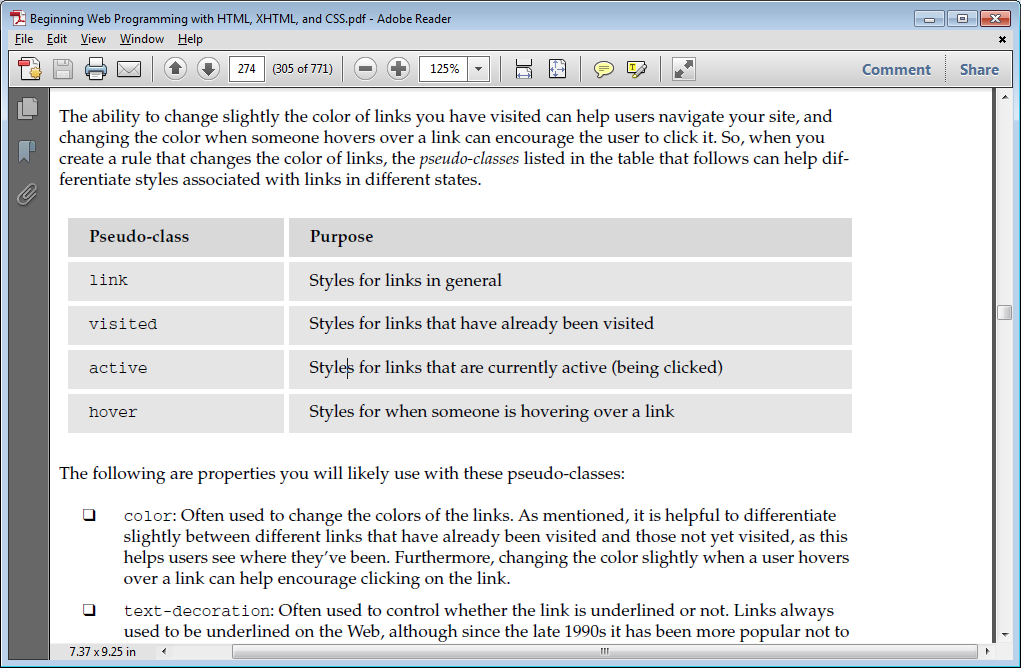 Beginning Web Programming with HTML, XHTML, and CSS.pdf - Adobe Reader
File Edit View Window Help
274 (305 of 771) 125% Comment Share
The ability to change slightly the color of links you have visited can help users navigate your site, and
changing the color when someone hovers over a link can encourage the user to click it. So, when you
create a rule that changes the color of links, the pseudo-classes listed in the table that follows can help dif-
ferentiate styles associated with links in different states.
Pseudo-class Purpose
link Styles for links in general
visited Styles for links that have already been visited
active Styles for links that are currently active (being clicked)
hover Styles for when someone is hovering over a link
The following are properties you will likely use with these pseudo-classes:
❑ color: Often used to change the colors of the links. As mentioned, it is helpful to differentiate
slightly between different links that have already been visited and those not yet visited, as this
helps users see where they’ve been. Furthermore, changing the color slightly when a user hovers
over a link can help encourage clicking on the link.
❑ text-decoration: Often used to control whether the link is underlined or not. Links always
used to be underlined on the Web, although since the late 1990s it has been more popular not to
7.37 x 9.25 in